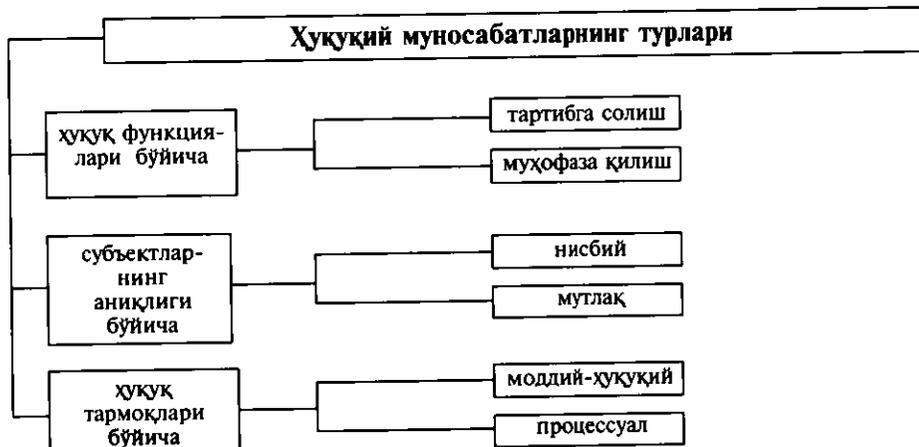 Ҳуқуқий муносабатларнинг турлари
ҳуқуқ функция-
лари бўйича
тартибга солиш
муҳофаза қилиш
субъектлар-
нинг
аниқлиги
бўйича
нисбий
мутлақ
ҳуқуқ
тармоқлари
бўйича
моддий-ҳуқуқий
процессуал